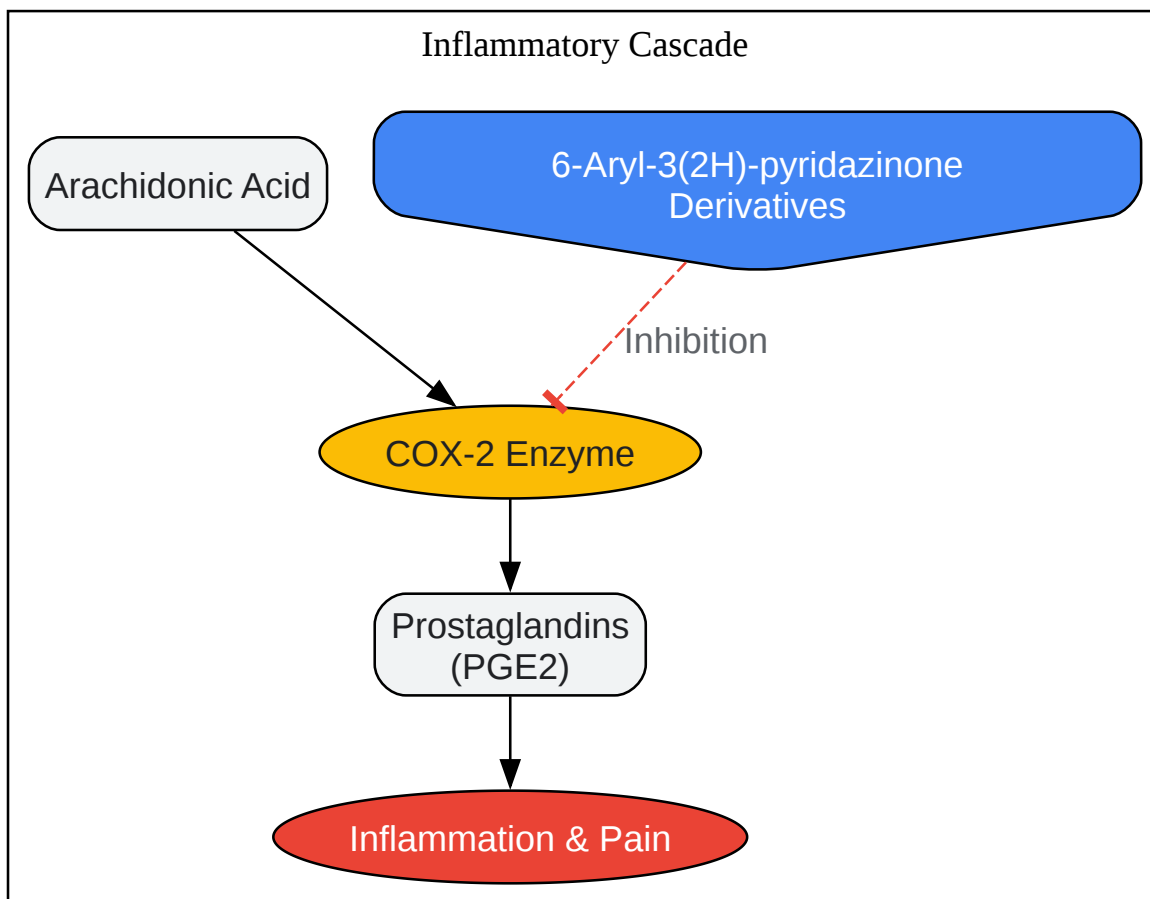 Inflammatory Cascade
Arachidonic Acid
6-Aryl-3(2H)-pyridazinone
Derivatives
Inhibition
COX-2 Enzyme
Prostaglandins
(PGE2)
Inflammation & Pain